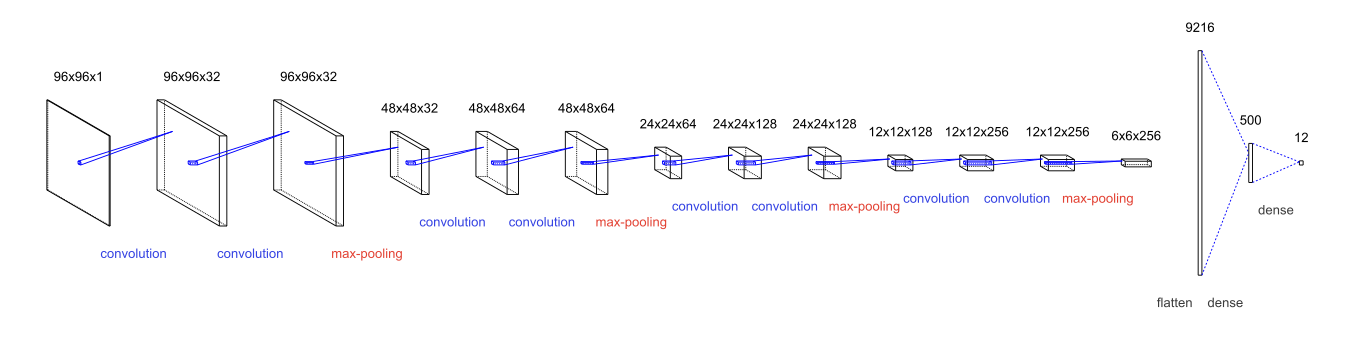 9216
96x96x1
96x96x32
96x96x32
48x48x32
48x48x64
48x48x64
24x24x64
24x24x128
24x24x128
12x12x128
12x12x256
12x12x256
6x6x256
500
12
convolution
convolution
max-pooling
convolution
convolution
max-pooling
convolution
convolution
max-pooling
convolution
convolution
max-pooling
dense
flatten
dense